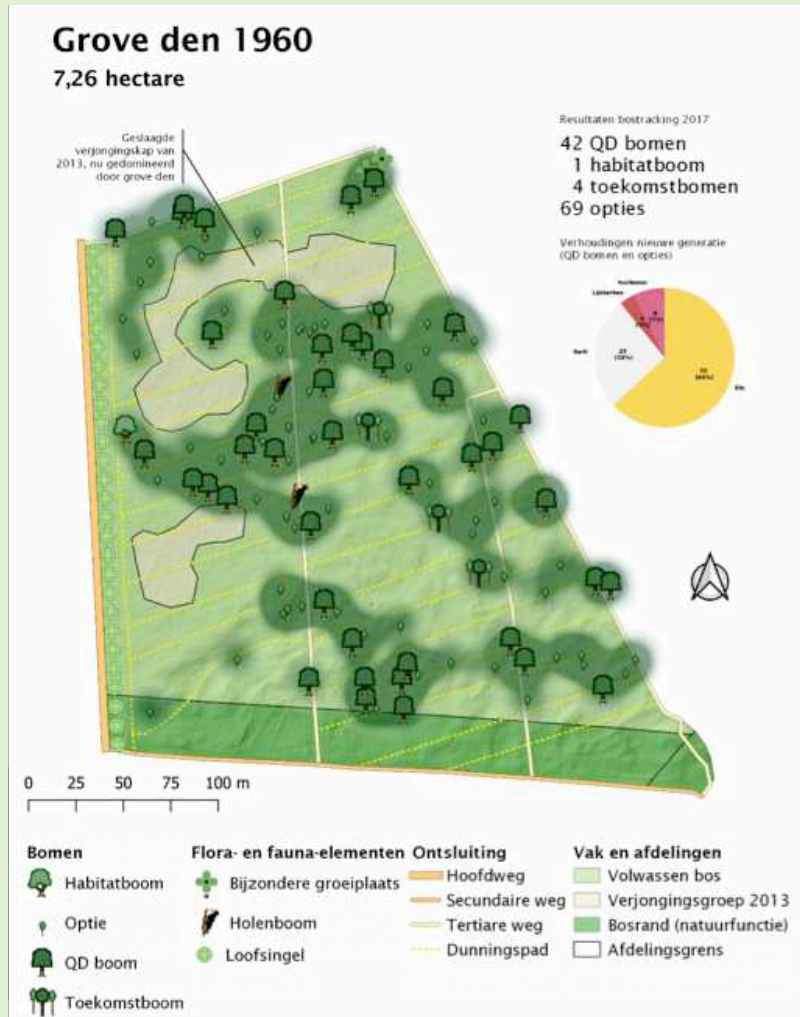 Grove den 1960
7,26 hectare
Geslaagde
verjongingskap van
2013, nu gedomineerd
door grove den
Resultaten bostracking 2017
42 QD bomen
1 habitatboom
4 toekomstbomen
69 opties
Verhoudingen nieuwe generatie
(QD bomen en opties)
0 25 50 75 100 m
Bomen
Habitatboom
Optie
QD boom
Toekomstboom
Flora- en fauna-elementen
Bijzondere groeiplaats
Holenboom
Loofsingel
Ontsluiting
Hoofdweg
Secundaire weg
Tertiare weg
Dunningspad
Vak en afdelingen
Volwassen bos
Verjongingsgroep 2013
Bosrand (natuurfunctie)
Afdelingsgrens